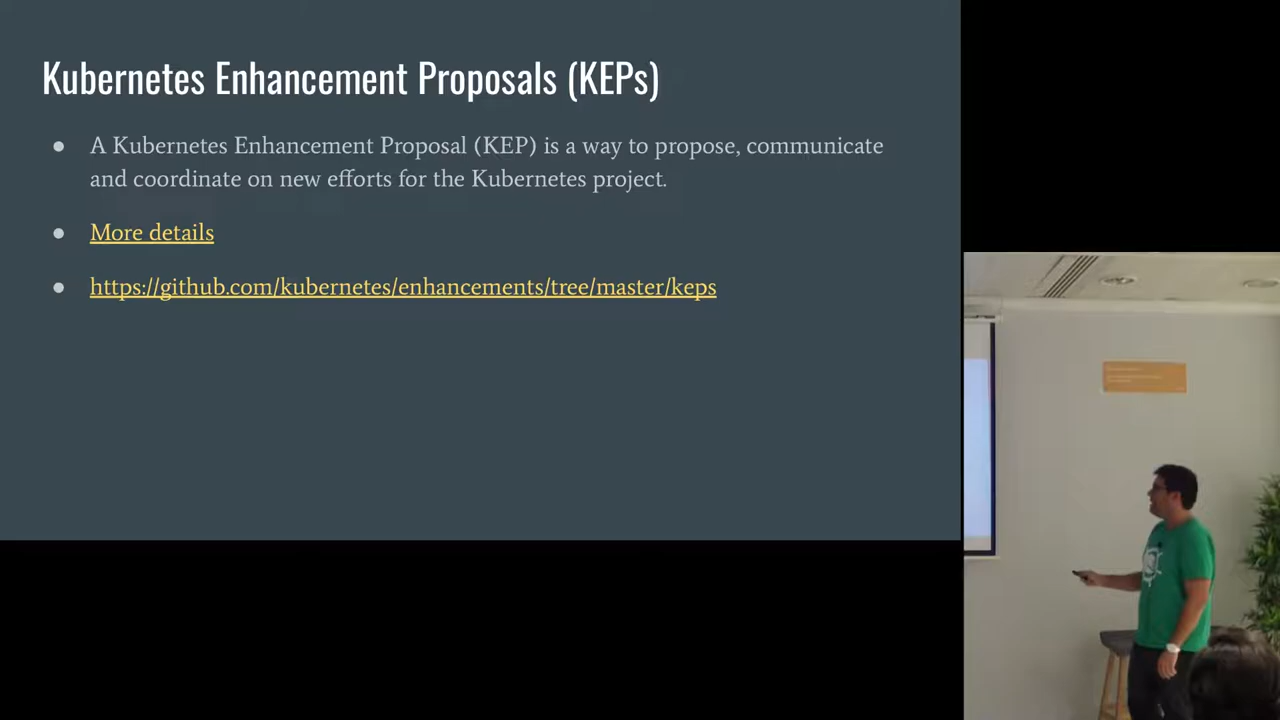 Kubernetes Enhancement Proposals (KEPs)
● A Kubernetes Enhancement Proposal (KEP) is a way to propose, communicate
and coordinate on new efforts for the Kubernetes project.
● More details
● https://github.com/kubernetes/enhancements/tree/master/keps